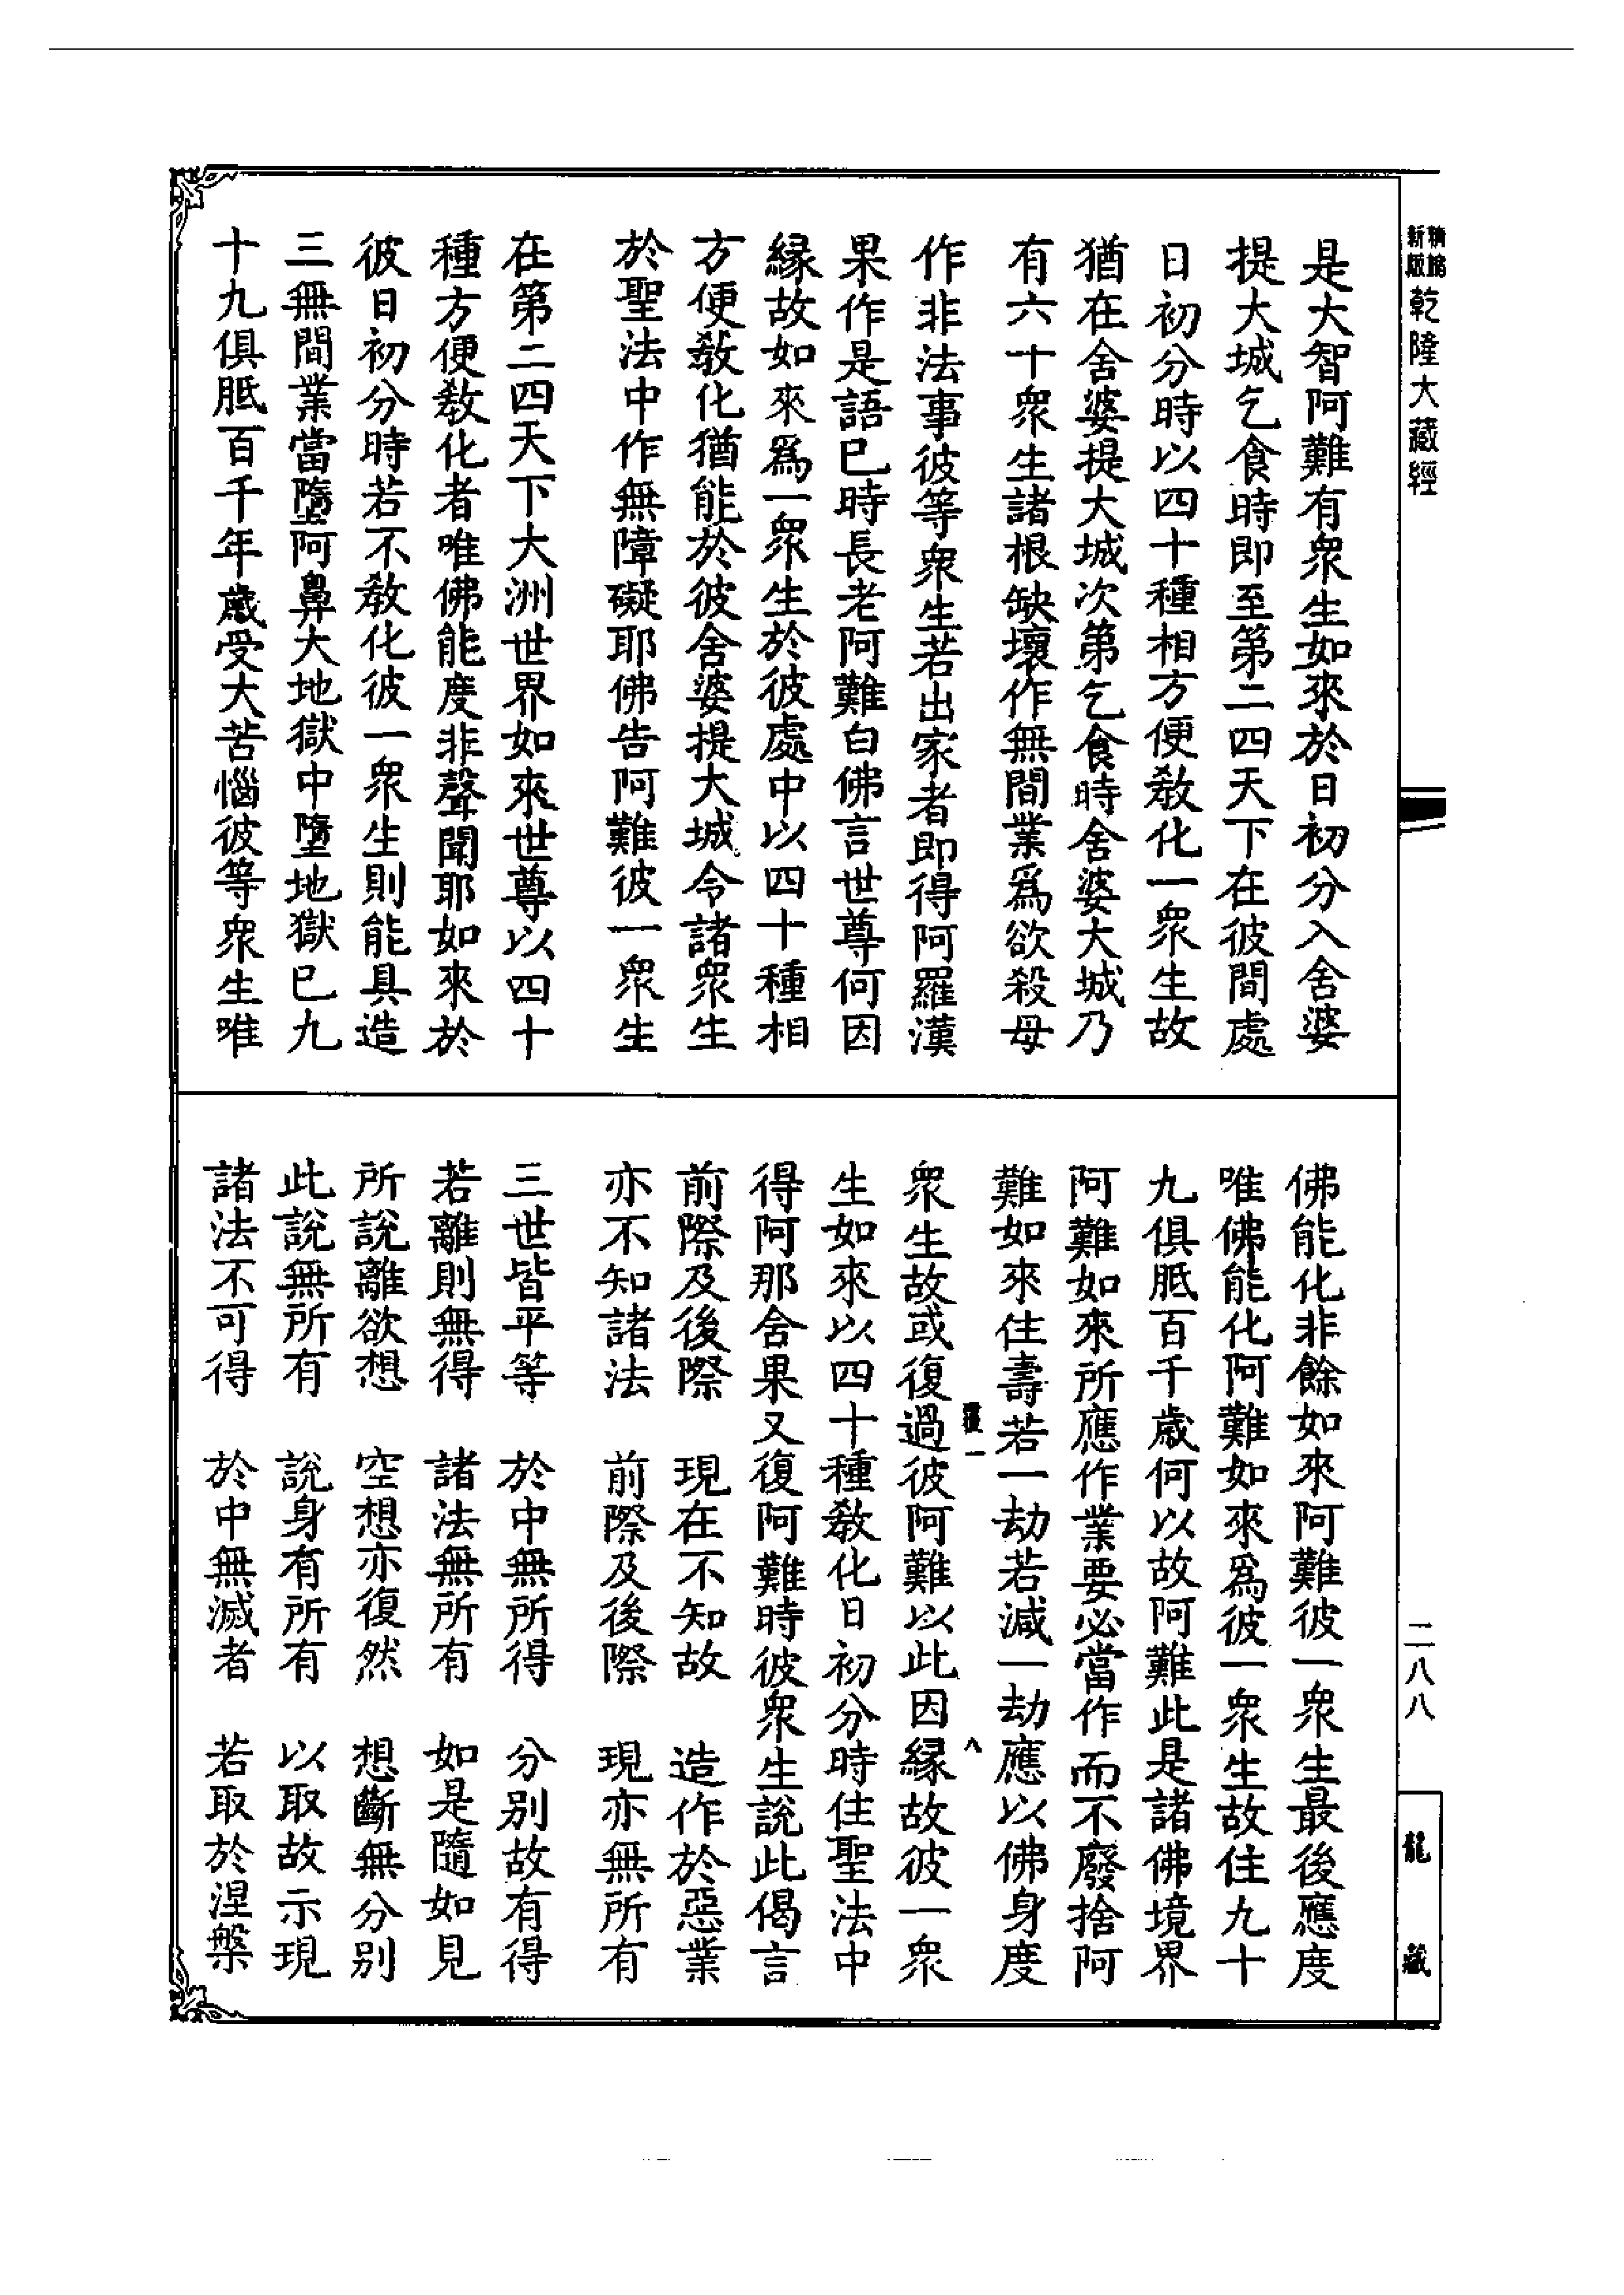 精縮新版乾隆大藏經
是大智阿難有衆生如來於日初分入舍婆
提大城乞食時即至第二四天下在彼間處
日初分時以四十種相方便教化一衆生故
猶在舍婆提大城次第乞食時舍婆大城乃
有六十衆生諸根缺壞作無間業爲欲殺母
作非法事彼等衆生若出家者即得阿羅漢
果作是語已時長老阿難白佛言世尊何因
緣故如來爲一衆生於彼處中以四十種相
方便教化猶能於彼舍婆提大城令諸衆生
於聖法中作無障礙耶佛告阿難彼一衆生
在第二四天下大洲世界如來世尊以四十
種方便教化者唯佛能度非聲聞耶如來於
彼日初分時若不教化彼一衆生則能具造
三無間業當墮阿鼻大地獄中墮地獄已九
十九俱胝百千年歲受大苦惱彼等衆生唯
佛能化非餘如來阿難彼一衆生最後應度
唯佛能化阿難如來爲彼一衆生故住九十
九俱胝百千歲何以故阿難此是諸佛境界
阿難如來所應作業要必當作而不廢捨阿
難如來住壽若一劫若減一劫應以佛身度
衆生故或復過彼阿難以此因緣故彼一衆
生如來以四十種教化日初分時住聖法中
得阿那舍果又復阿難時彼衆生說此偈言
前際及後際　現在不知故　造作於惡業
亦不知諸法　前際及後際　現亦無所有
三世皆平等　於中無所得　分別故有得
若離則無得　諸法無所有　如是隨如見
所說離欲想　空想亦復然　想斷無分別
此說無所有　說身有所有　以取故示現
諸法不可得　於中無滅者　若取於涅槃
二八八
龍藏